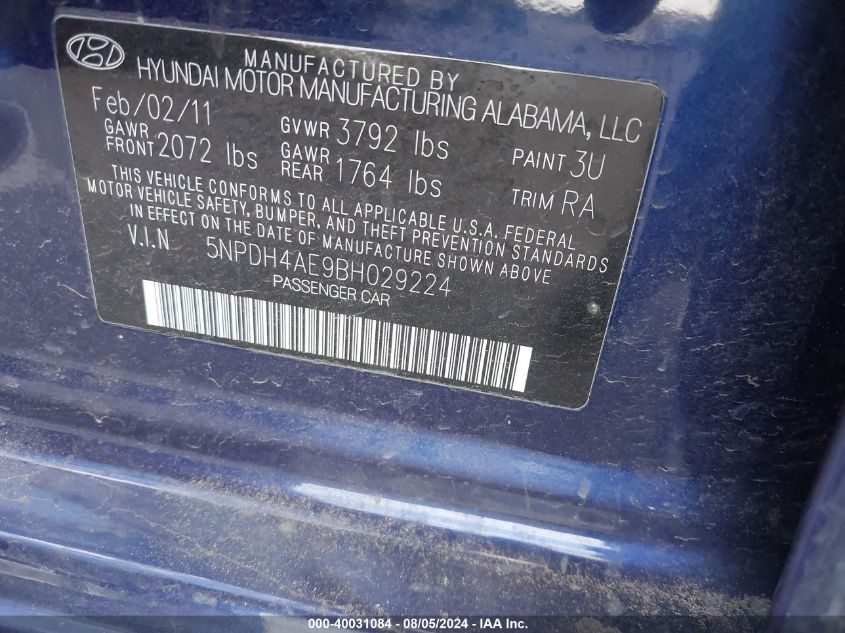 MANUFACTURED BY
HYUNDAI MOTOR MANUFACTURING ALABAMA, LLC
Feb/02/11 GVWR 3792 lbs PAINT 3U
GAWR FRONT 2072 lbs GAWR REAR 1764 lbs TRIM RA
THIS VEHICLE CONFORMS TO ALL APPLICABLE U.S.A. FEDERAL
MOTOR VEHICLE SAFETY, BUMPER, AND THEFT PREVENTION STANDARDS
IN EFFECT ON THE DATE OF MANUFACTURE SHOWN ABOVE.
V.I.N 5NPDH4AE9BH029224
PASSENGER CAR
000-40031084 - 08/05/2024 - IAA Inc.